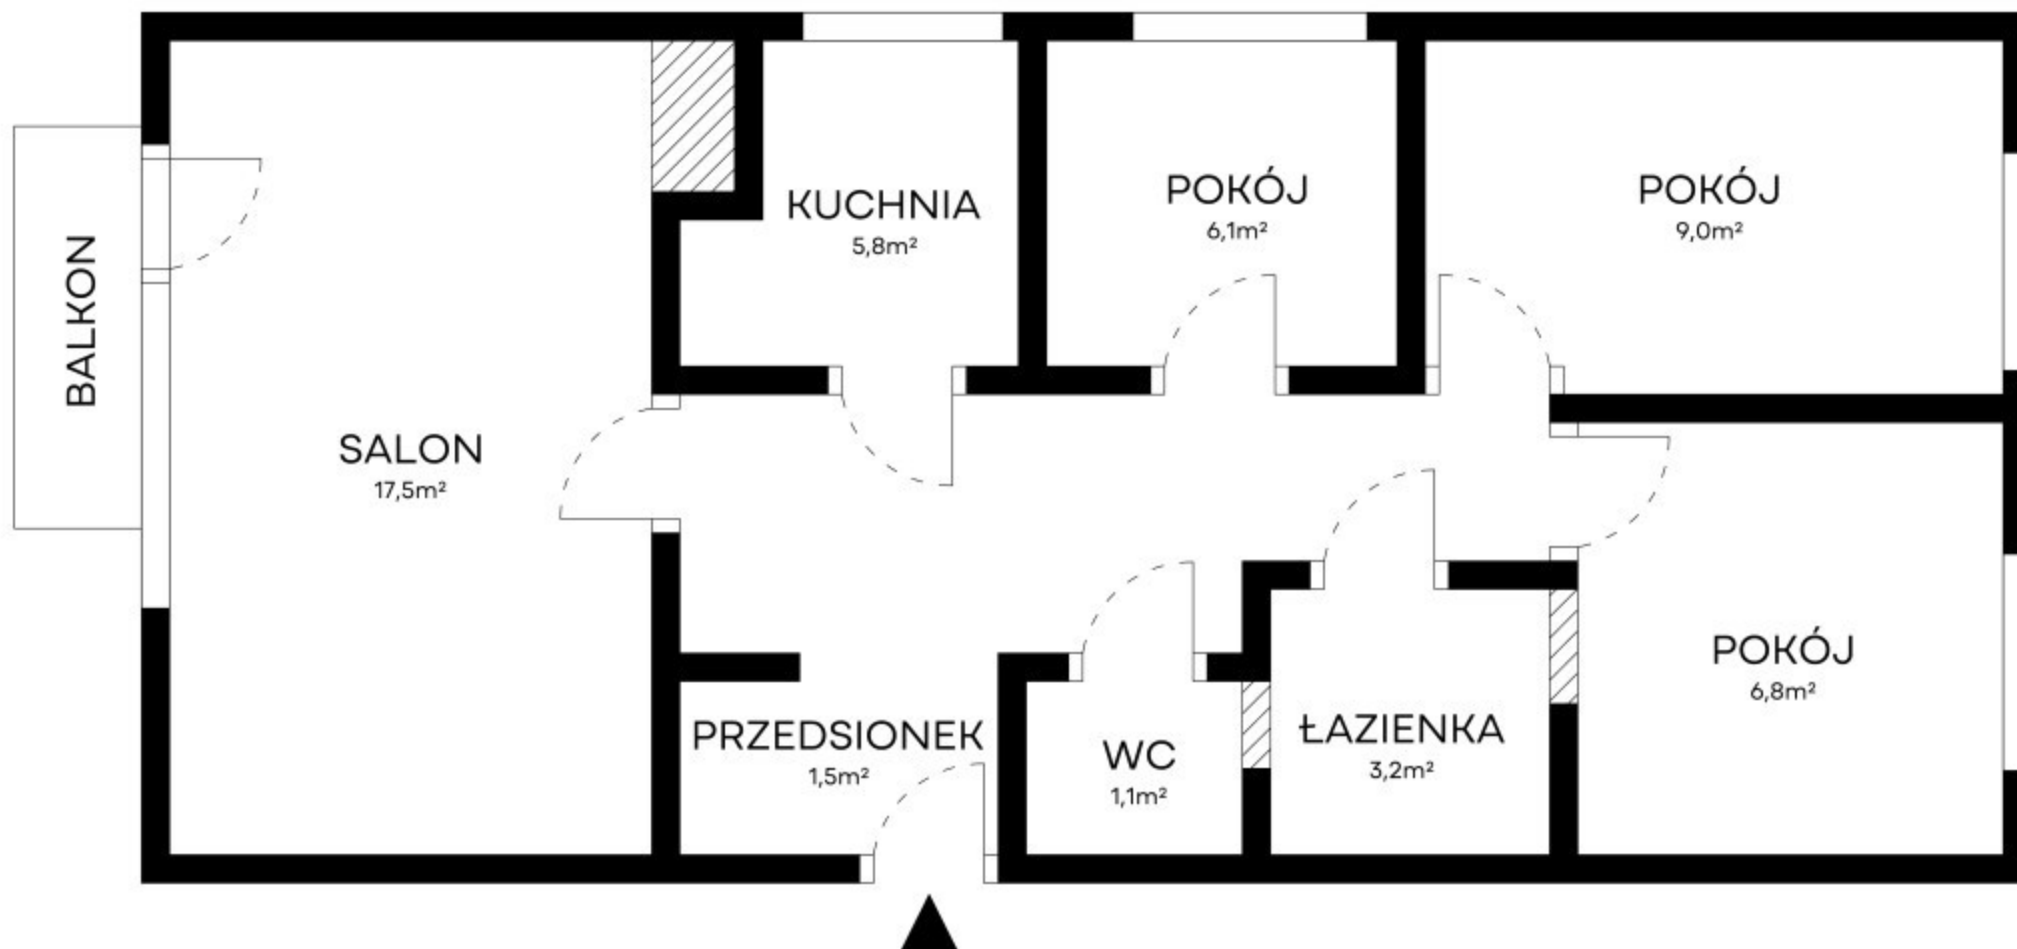 BALKON
SALON
17,5m²
KUCHNIA
5,8m²
POKÓJ
6,1m²
POKÓJ
9,0m²
PRZEDSIONEK
1,5m²
WC
1,1m²
ŁAZIENKA
3,2m²
POKÓJ
6,8m²